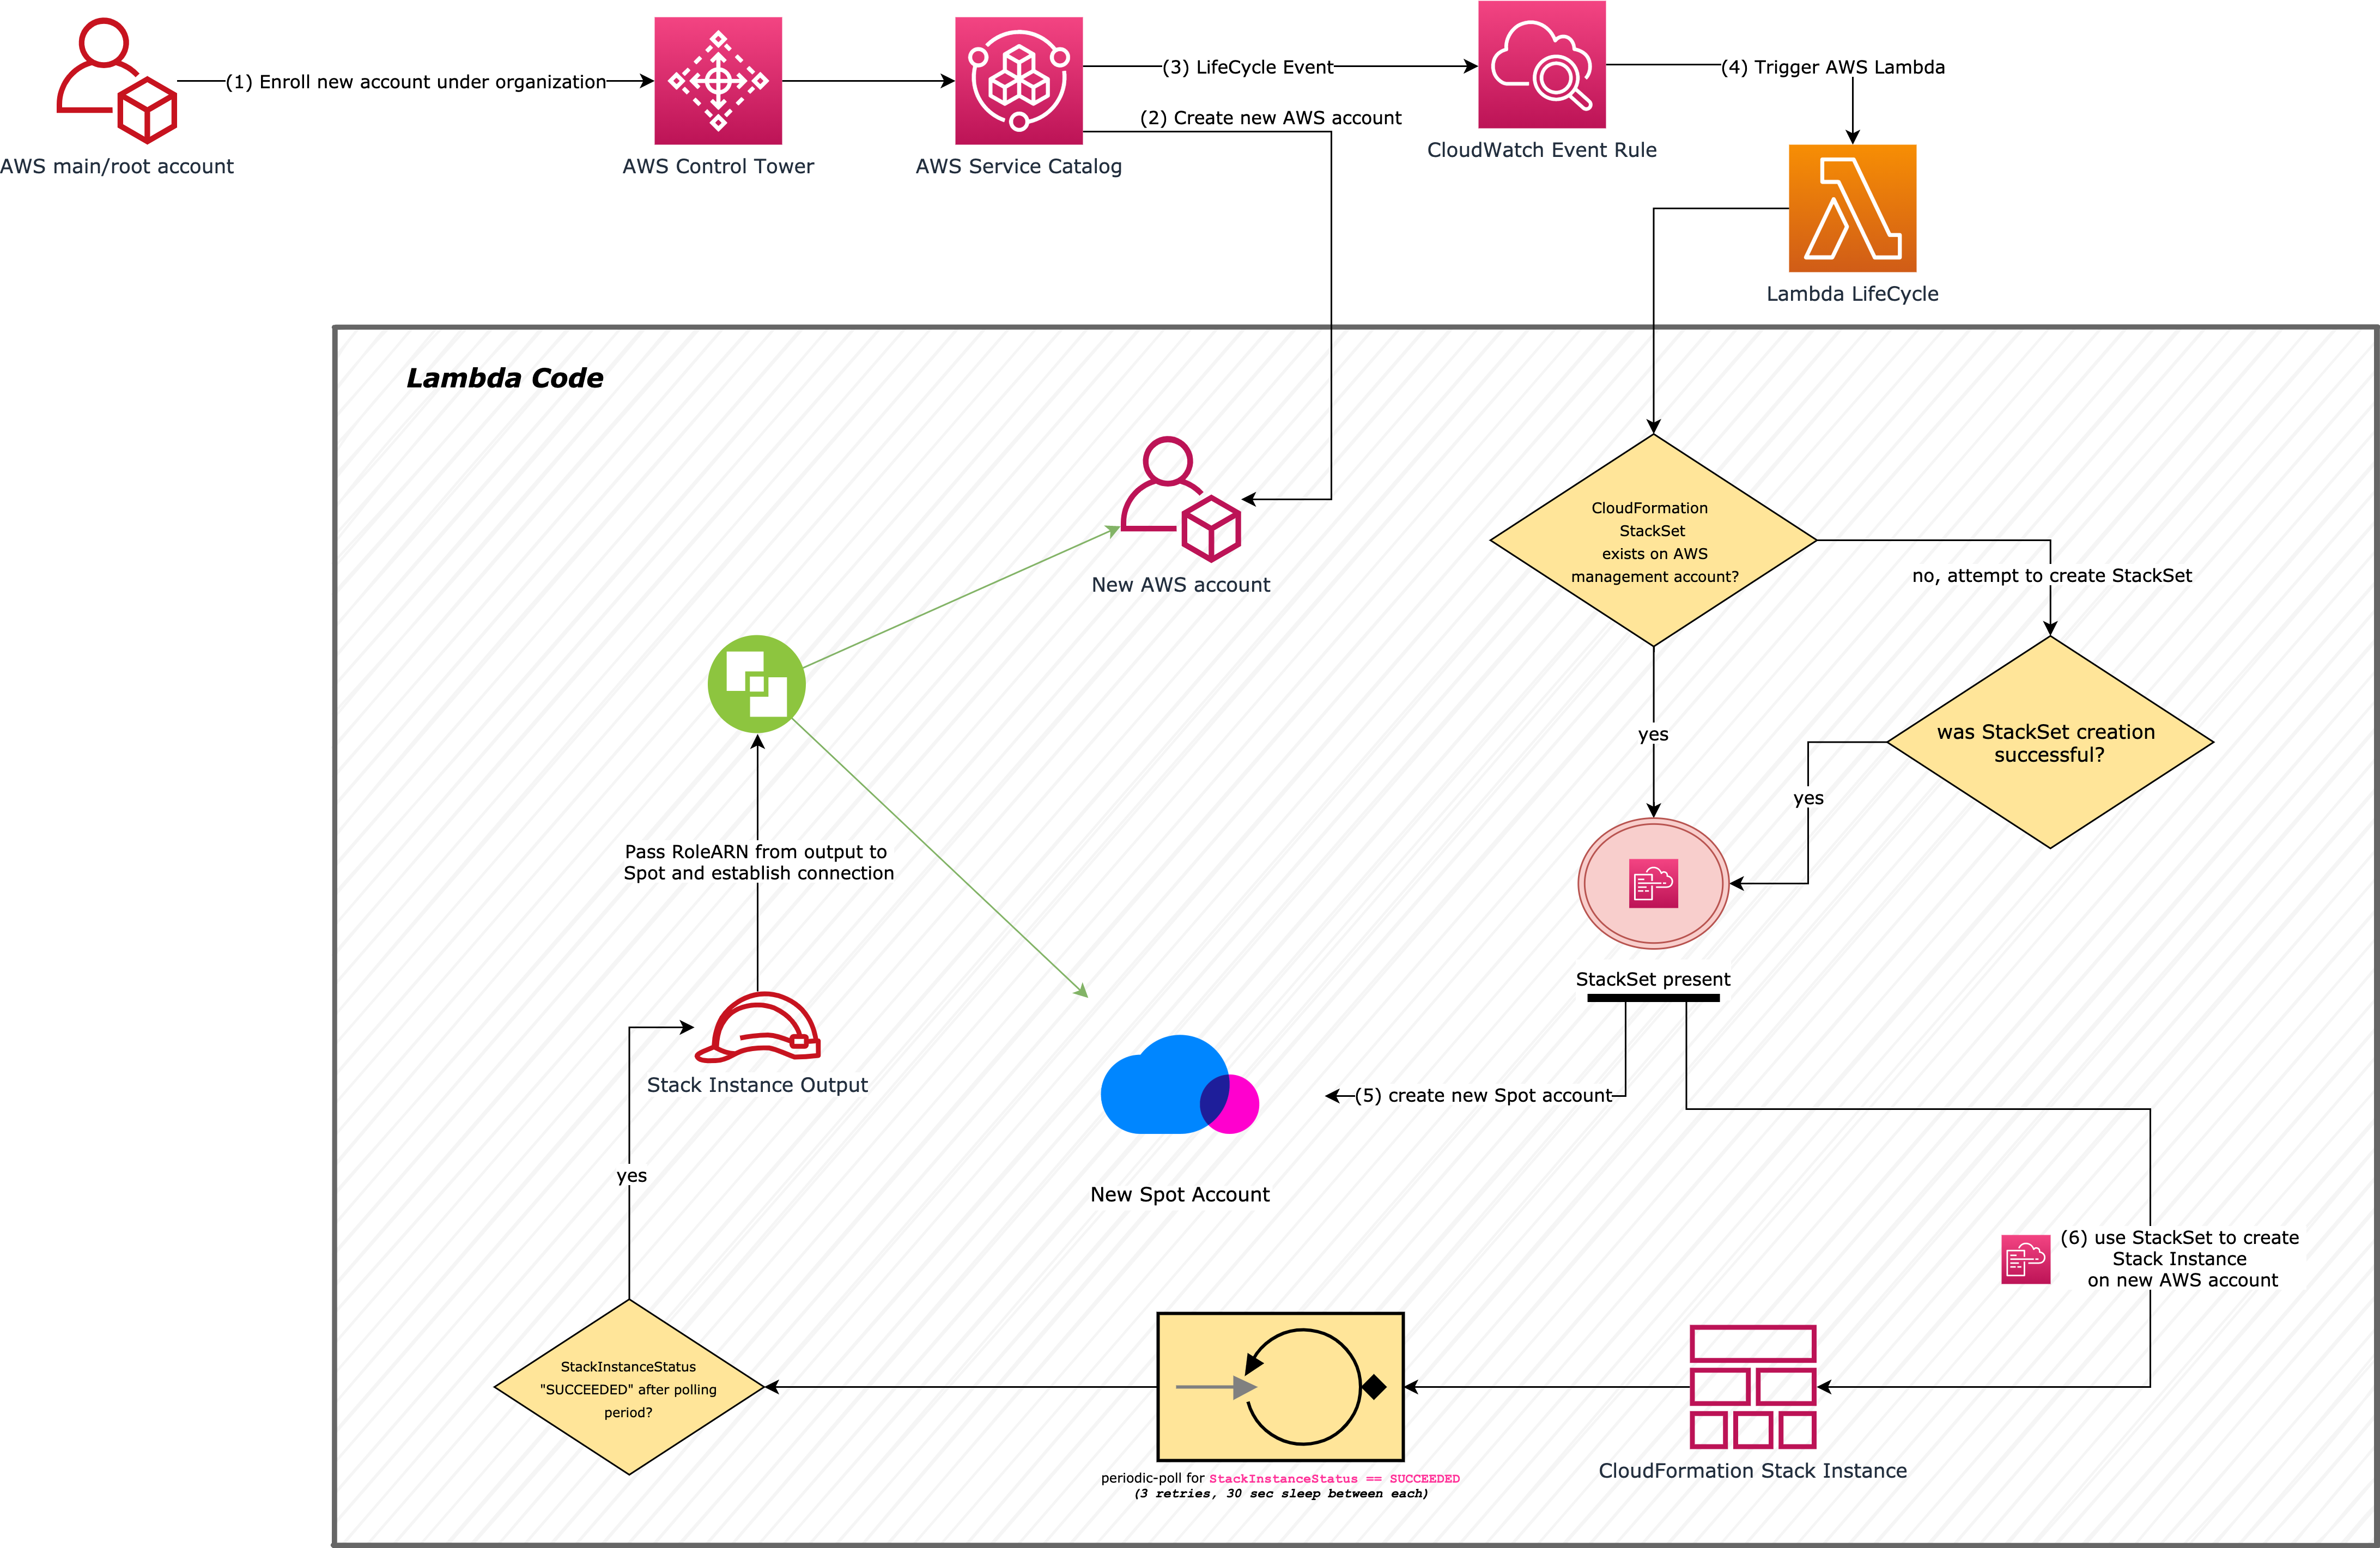 (1) Enroll new account under organization
AWS main/root account
AWS Control Tower
AWS Service Catalog
(3) LifeCycle Event
(2) Create new AWS account
CloudWatch Event Rule
(4) Trigger AWS Lambda
Lambda LifeCycle
Lambda Code
New AWS account
CloudFormation
StackSet
exists on AWS
management account?
no, attempt to create StackSet
was StackSet creation
successful?
yes
yes
StackSet present
Pass RoleARN from output to
Spot and establish connection
Stack Instance Output
(5) create new Spot account
New Spot Account
yes
(6) use StackSet to create
Stack Instance
on new AWS account
StackInstanceStatus
"SUCCEEDED" after polling
period?
periodic-poll for StackInstanceStatus == SUCCEEDED
(3 retries, 30 sec sleep between each)
CloudFormation Stack Instance